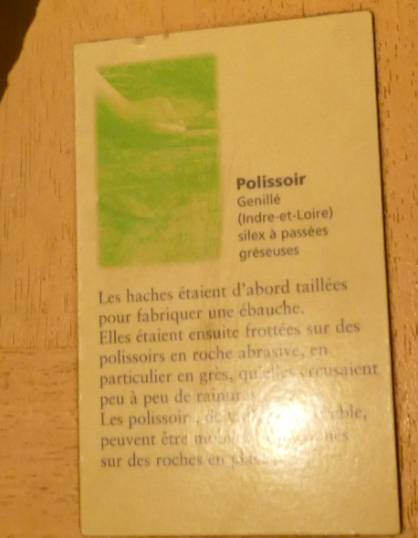 Polissoir
Genillé
(Indre-et-Loire)
silex à passées
gréseuses
Les haches étaient d'abord taillées
pour fabriquer une ébauche.
Elles étaient ensuite frottées sur des
polissoirs en roche abrasive, en
particulier en grès, qu'elles creusaient
peu à peu de
Les
peuvent être
sur des roches en